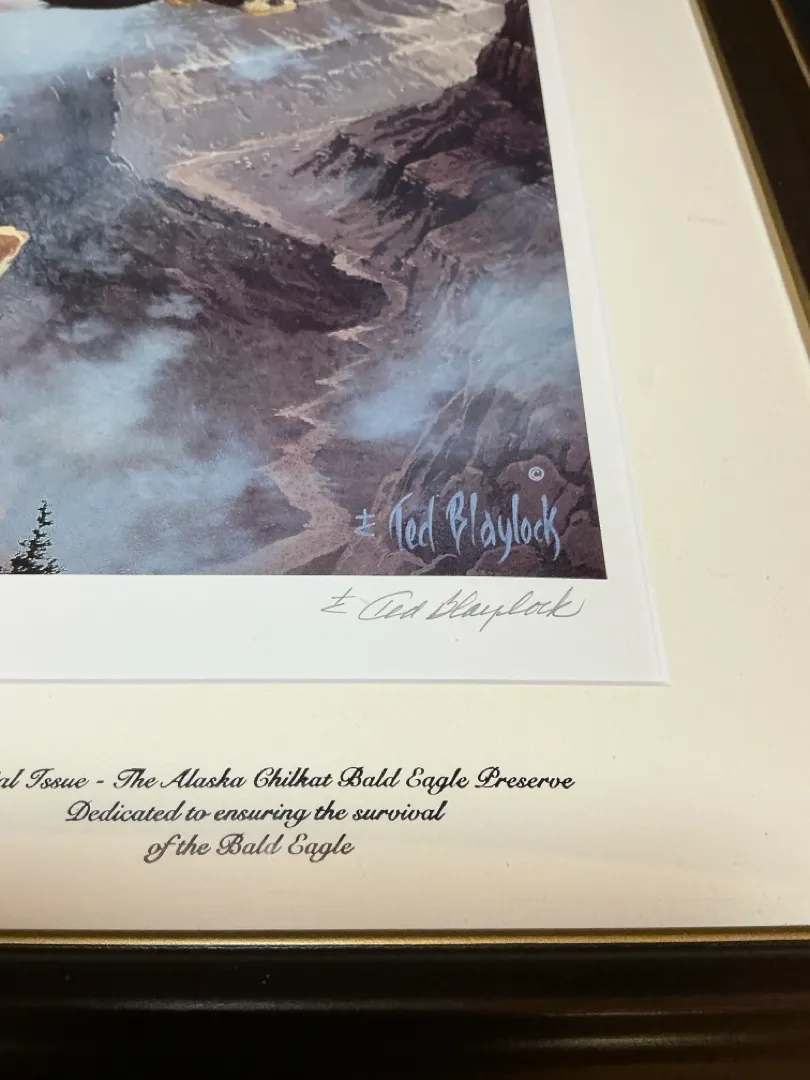 ©
Ted Blaylock
Ted Blaylock
Issue - The Alaska Chilkat Bald Eagle Preserve
Dedicated to ensuring the survival
of the Bald Eagle